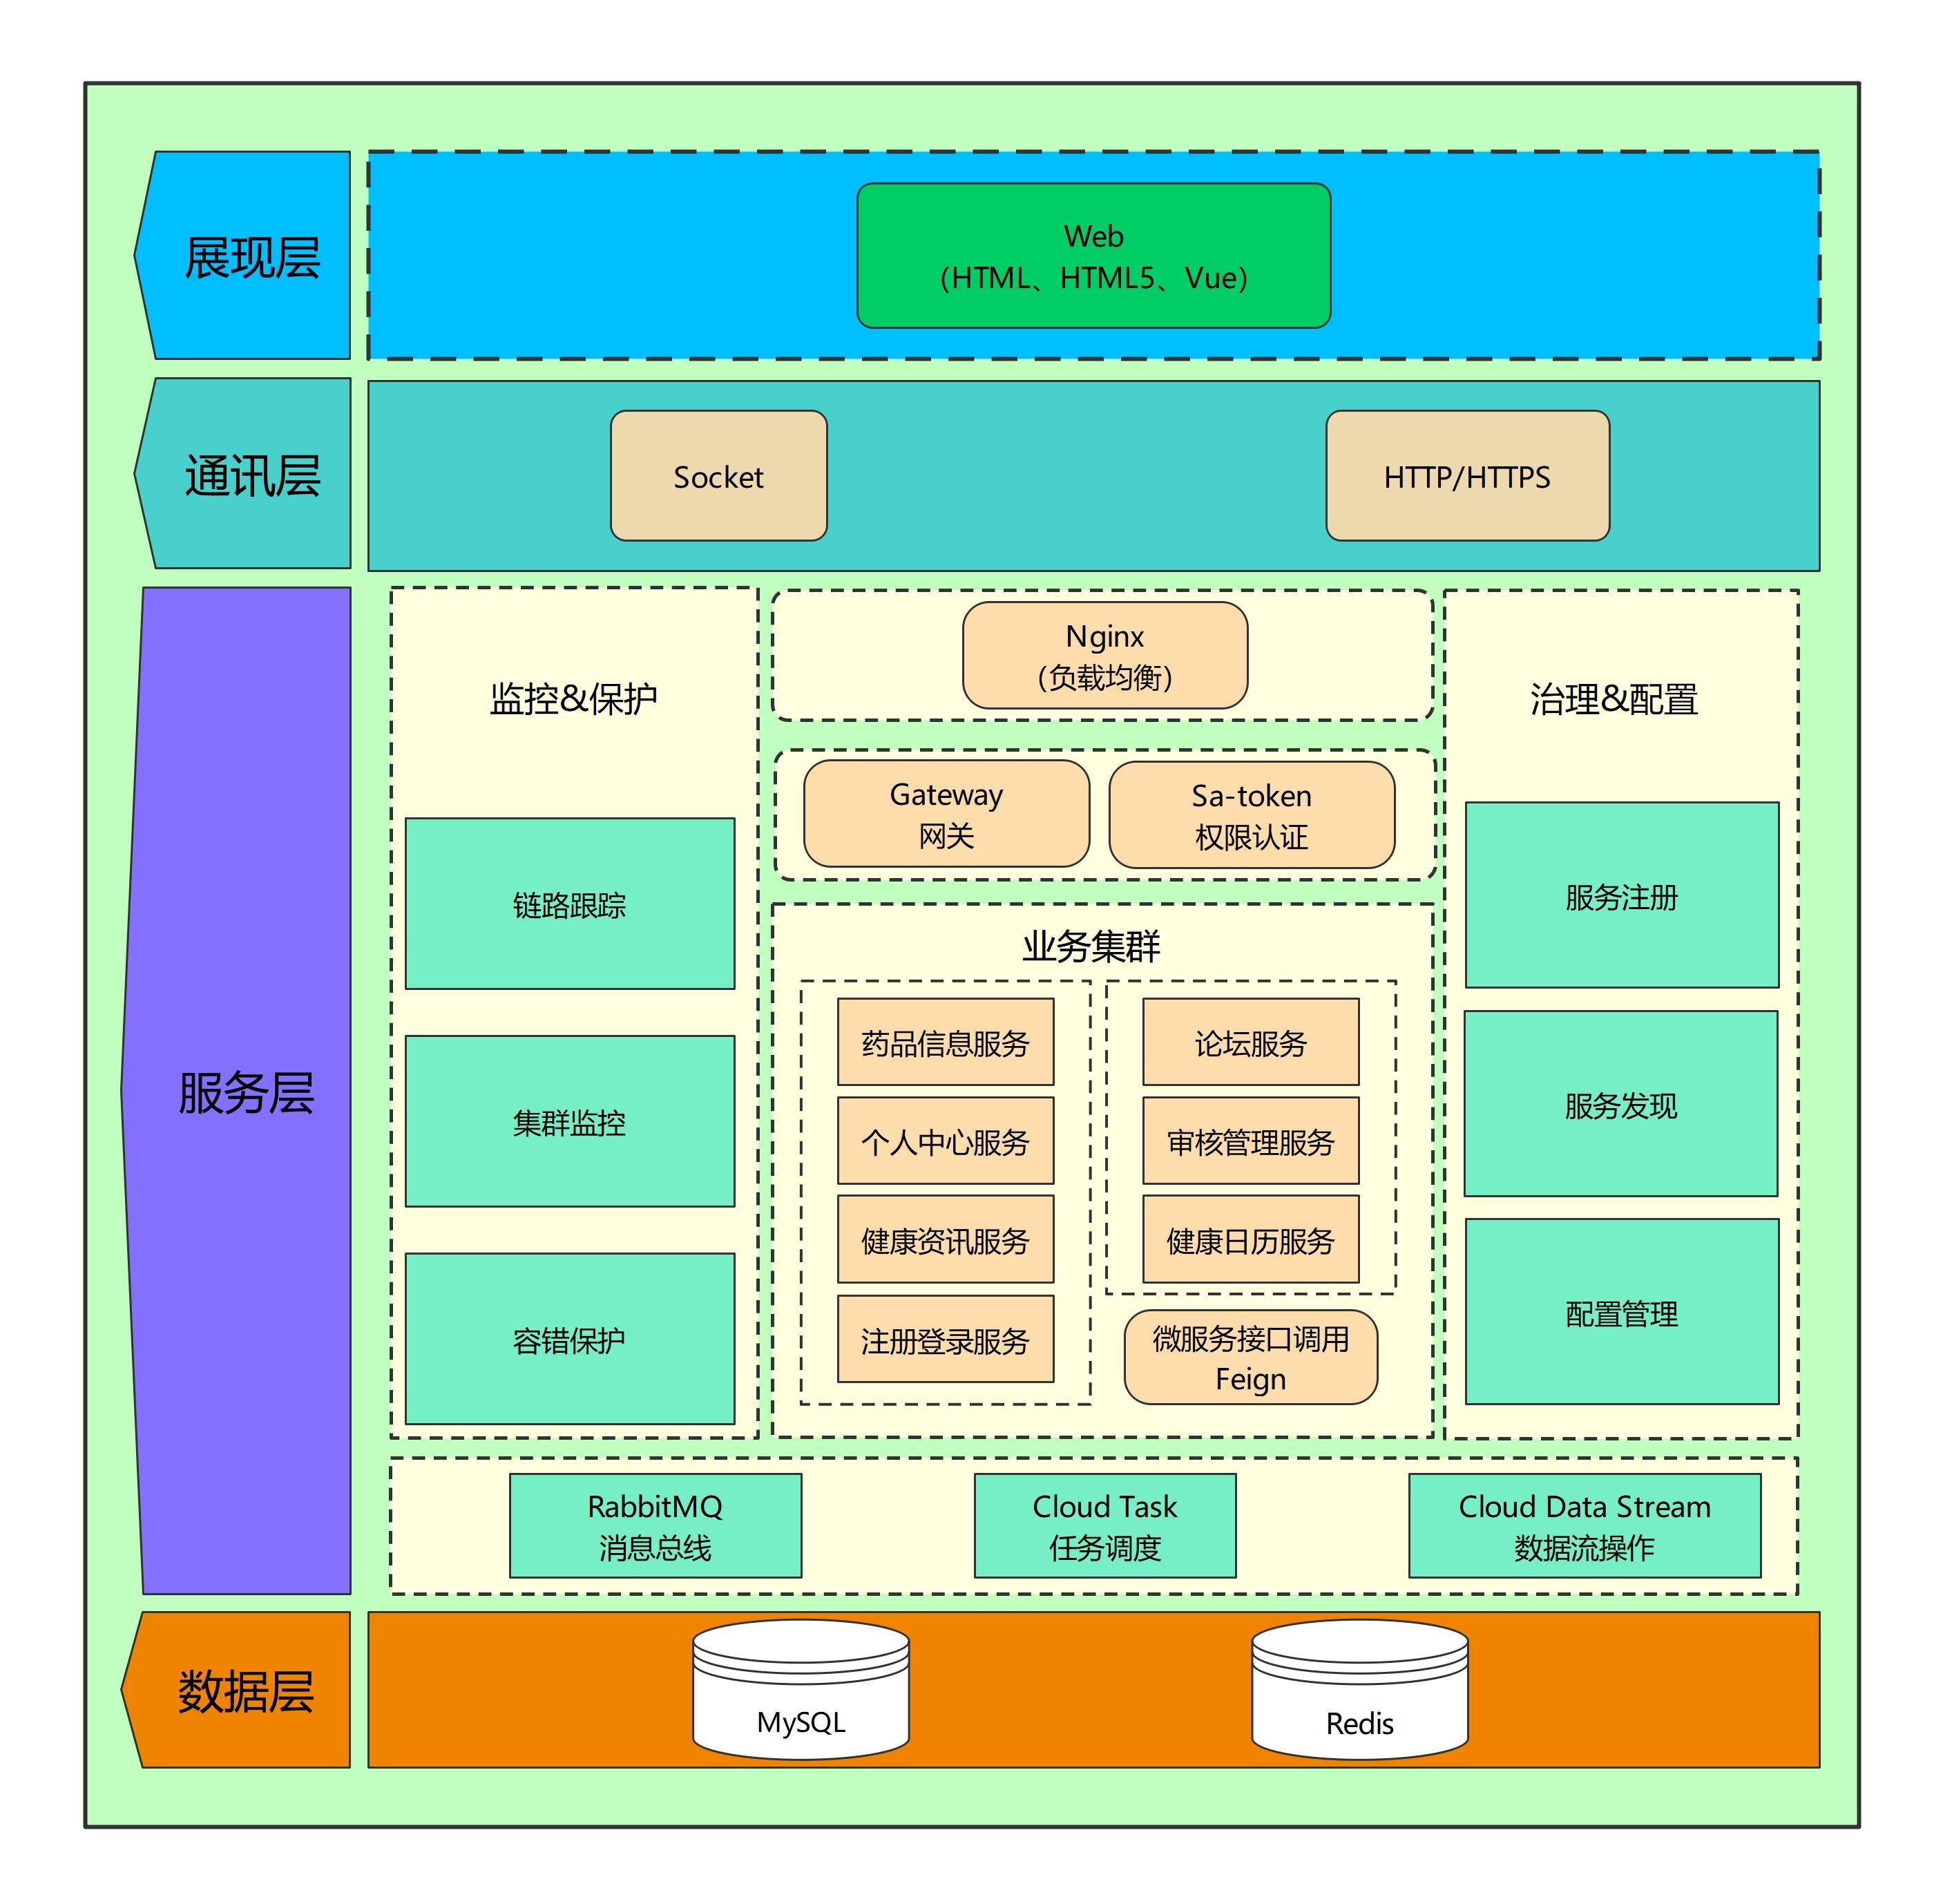 展现层
Web
（HTML、HTML5、Vue）
通讯层
Socket
HTTP/HTTPS
服务层
监控&保护
链路跟踪
集群监控
容错保护
Nginx
（负载均衡）
Gateway
网关
Sa-token
权限认证
业务集群
药品信息服务
个人中心服务
健康资讯服务
注册登录服务
论坛服务
审核管理服务
健康日历服务
微服务接口调用
Feign
治理&配置
服务注册
服务发现
配置管理
RabbitMQ
消息总线
Cloud Task
任务调度
Cloud Data Stream
数据流操作
数据层
MySQL
Redis